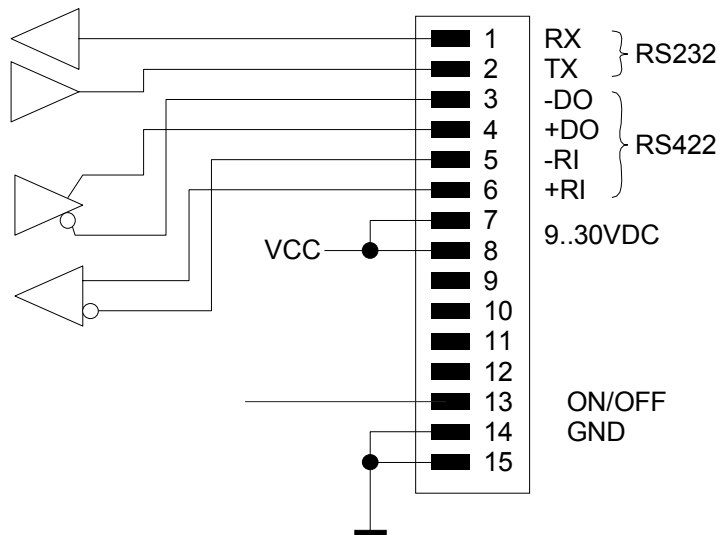 1 RX
2 TX
RS232
3 -DO
4 +DO
5 -RI
6 +RI
RS422
7
VCC 8
9..30VDC
9
10
11
12
13 ON/OFF
14 GND
15